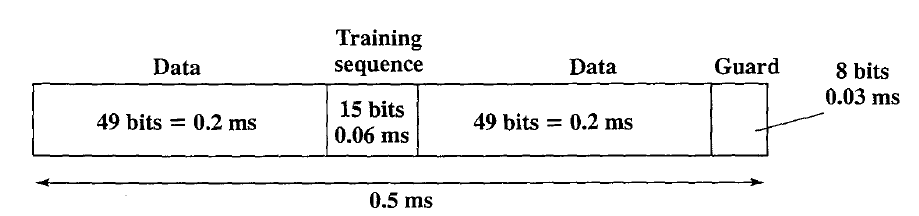 Data
Training
sequence
Data
Guard
8 bits
0.03 ms
49 bits = 0.2 ms
15 bits
0.06 ms
49 bits = 0.2 ms
0.5 ms